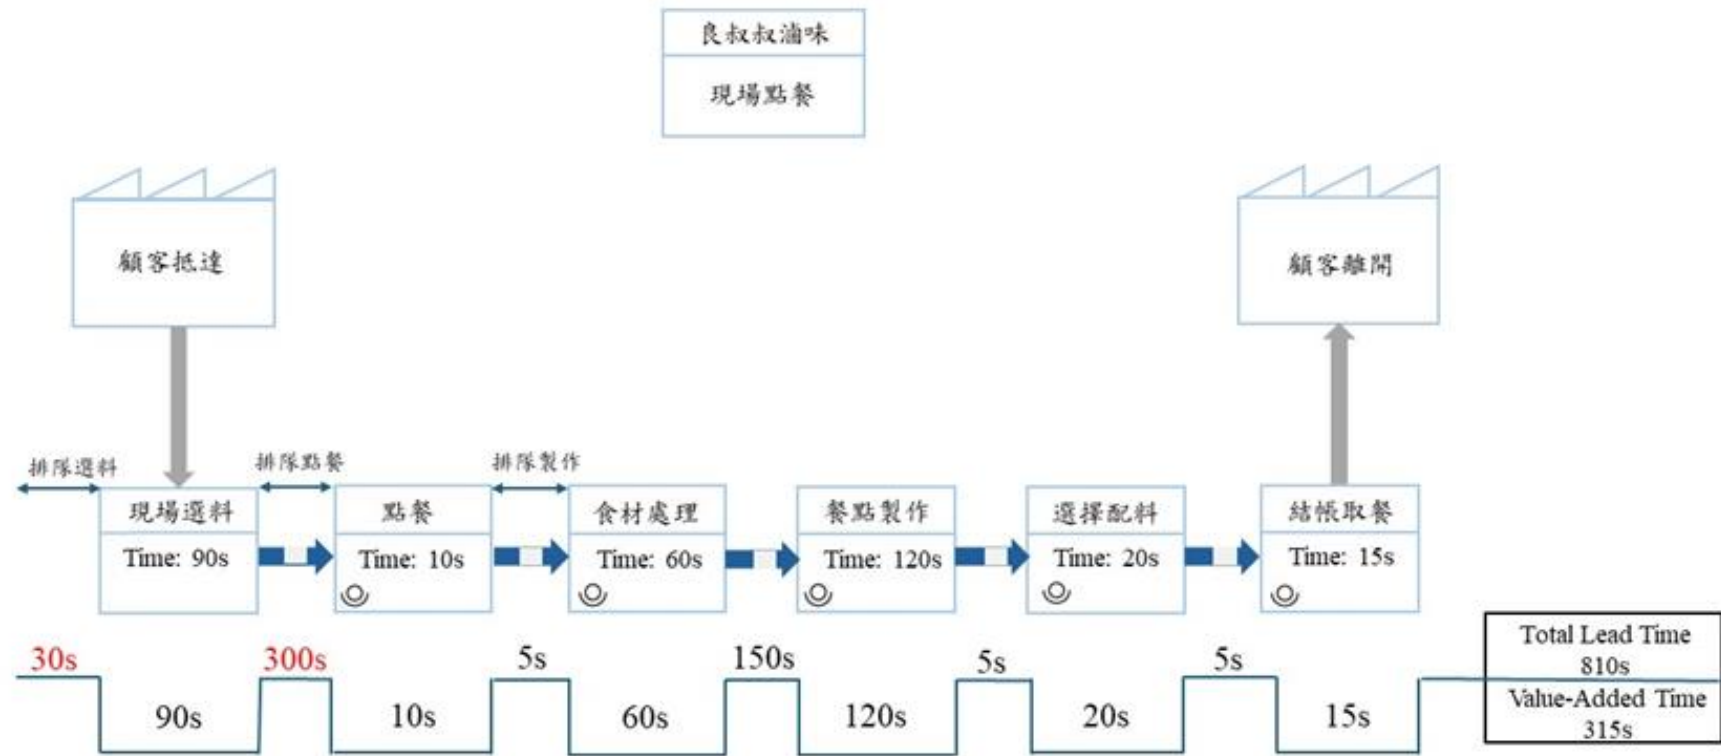 良叔叔滷味
現場點餐
顧客抵達
顧客離開
排隊選料
排隊點餐
排隊製作
現場選料
Time: 90s
點餐
Time: 10s
食材處理
Time: 60s
餐點製作
Time: 120s
選擇配料
Time: 20s
結帳取餐
Time: 15s
30s
300s
5s
150s
5s
5s
90s
10s
60s
120s
20s
15s
Total Lead Time
810s
Value-Added Time
315s